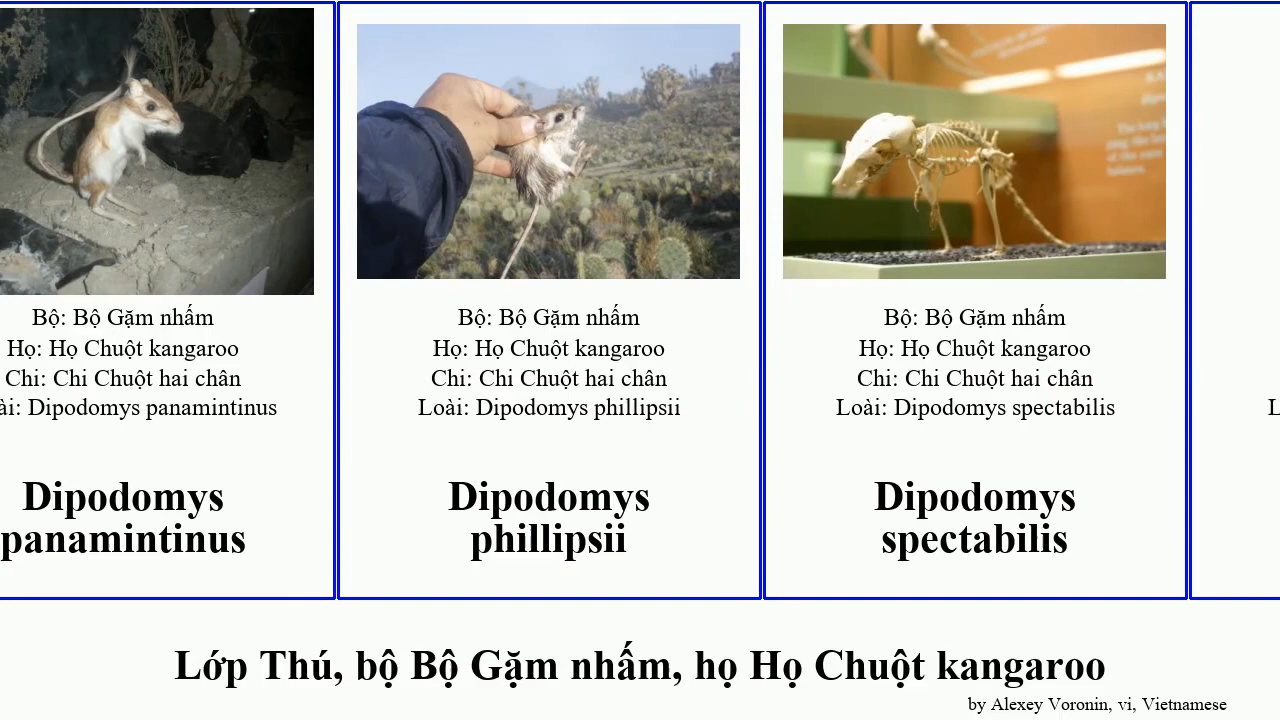 Bộ: Bộ Gặm nhấm
Họ: Họ Chuột kangaroo
Chi: Chi Chuột hai chân
ài: Dipodomys panamintinus
Dipodomys
panamintinus
Bộ: Bộ Gặm nhấm
Họ: Họ Chuột kangaroo
Chi: Chi Chuột hai chân
Loài: Dipodomys phillipsii
Dipodomys
phillipsii
Bộ: Bộ Gặm nhấm
Họ: Họ Chuột kangaroo
Chi: Chi Chuột hai chân
Loài: Dipodomys spectabilis
Dipodomys
spectabilis
L
Lớp Thú, bộ Bộ Gặm nhấm, họ Họ Chuột kangaroo
by Alexey Voronin, vi, Vietnamese